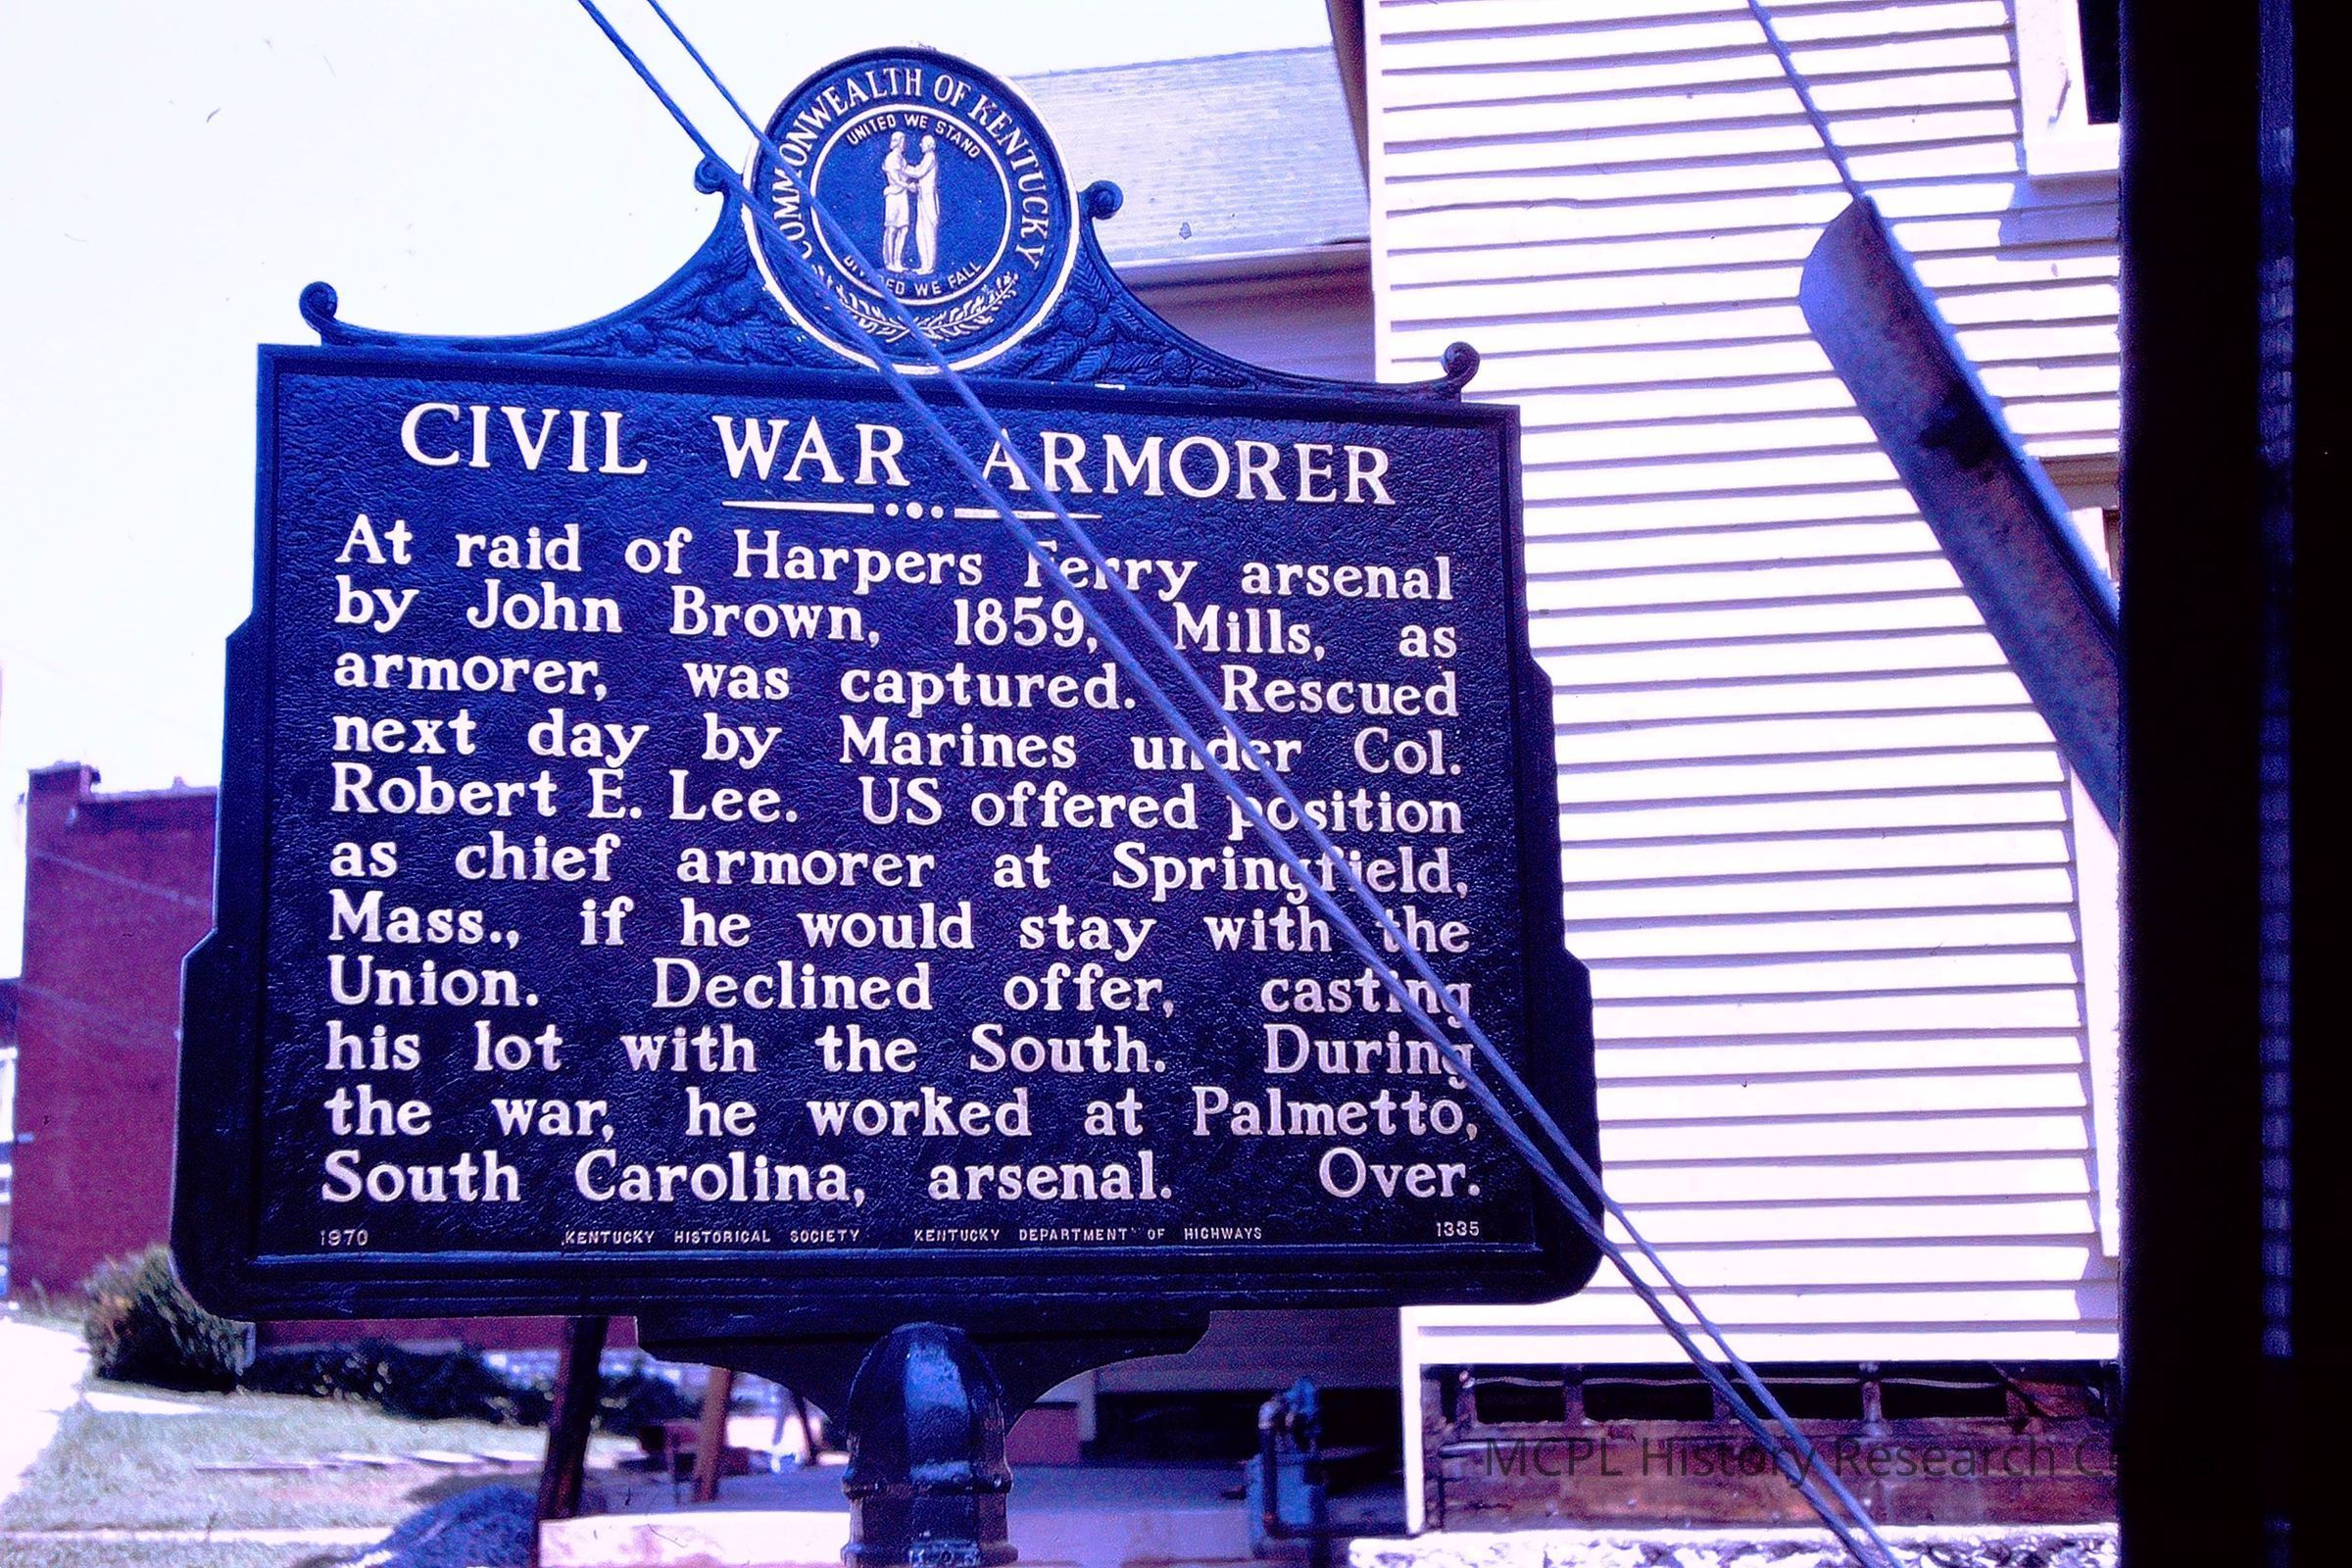 COMMONWEALTH OF KENTUCKY
UNITED WE STAND
DIVIDED WE FALL
CIVIL WAR ARMORER
At raid of Harpers Ferry arsenal
by John Brown, 1859, Mills, as
armorer, was captured. Rescued
next day by Marines under Col.
Robert E. Lee. US offered position
as chief armorer at Springfield,
Mass., if he would stay with the
Union. Declined offer, casting
his lot with the South. During
the war, he worked at Palmetto,
South Carolina, arsenal. Over.
1970 KENTUCKY HISTORICAL SOCIETY KENTUCKY DEPARTMENT OF HIGHWAYS 1335
MCPL History Research